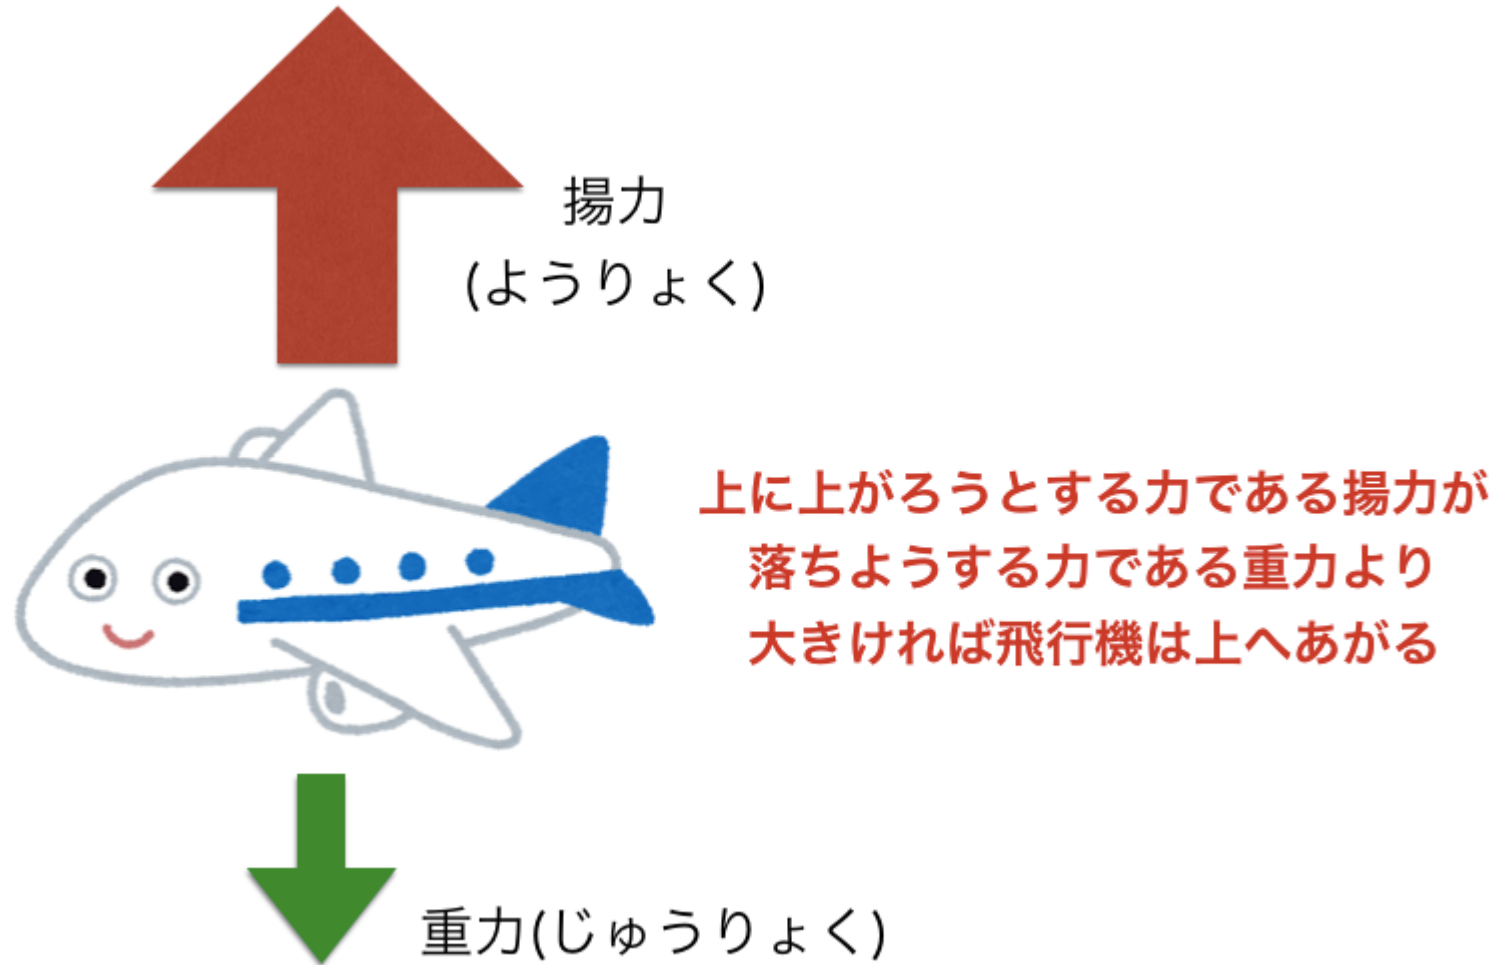 揚力
(ようりょく)
上に上がろうとする力である揚力が
落ちようする力である重力より
大きければ飛行機は上へあがる
重力(じゅうりょく)